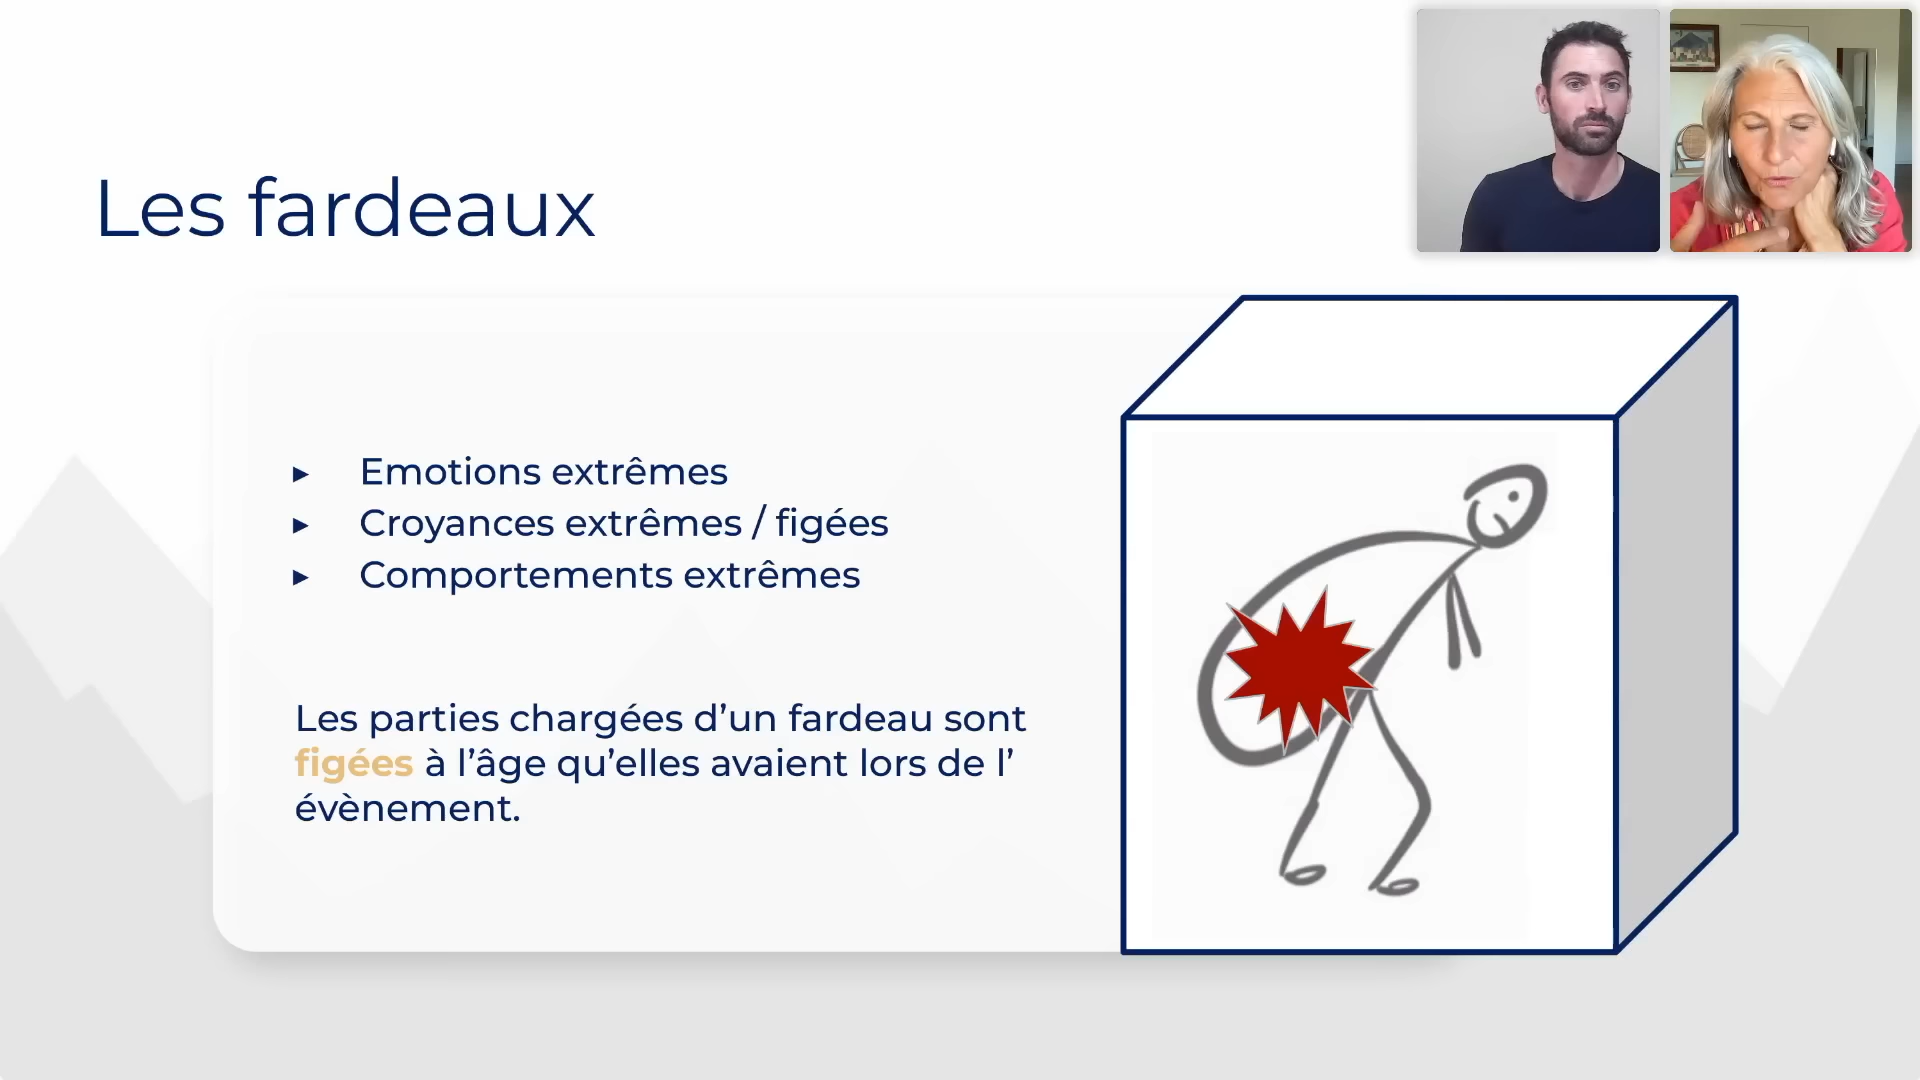 Les fardeaux
▸ Emotions extrêmes
▸ Croyances extrêmes / figées
▸ Comportements extrêmes
Les parties chargées d’un fardeau sont
figées à l’âge qu’elles avaient lors de l’
évènement.